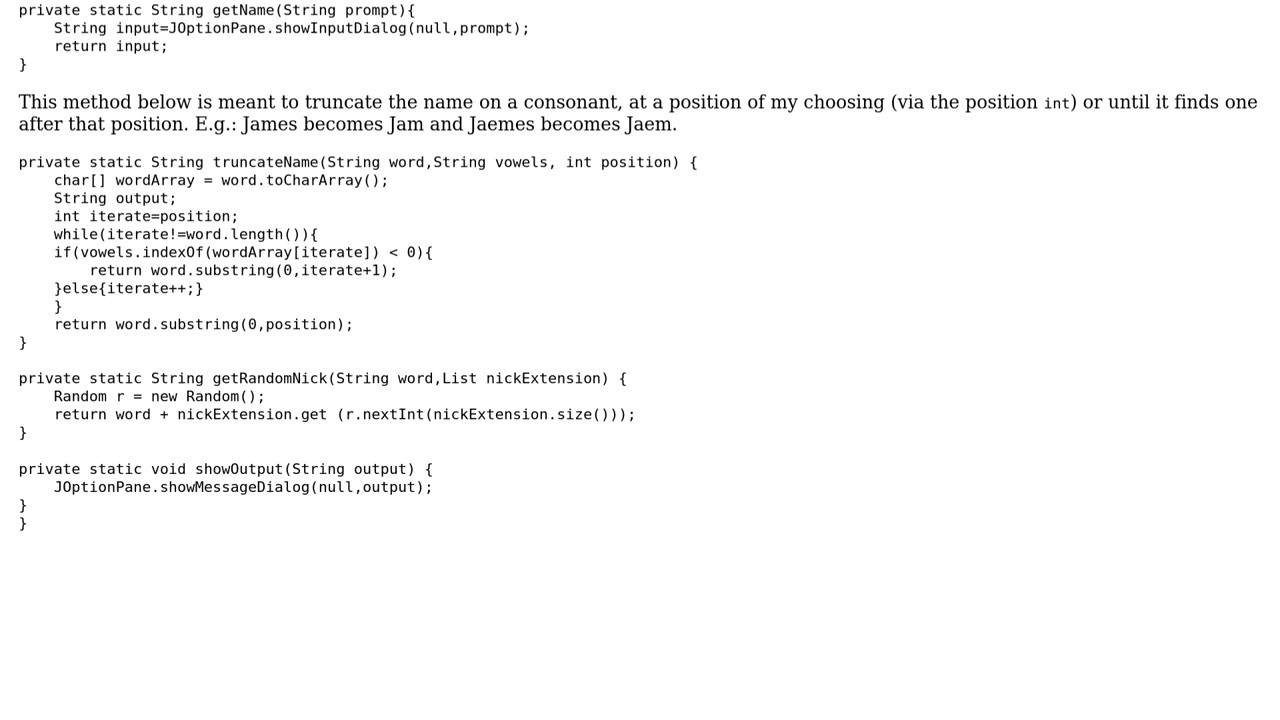 private static String getName(String prompt){
    String input=JOptionPane.showInputDialog(null,prompt);
    return input;
}
This method below is meant to truncate the name on a consonant, at a position of my choosing (via the position int) or until it finds one
after that position. E.g.: James becomes Jam and Jaemes becomes Jaem.
private static String truncateName(String word,String vowels, int position) {
    char[] wordArray = word.toCharArray();
    String output;
    int iterate=position;
    while(iterate!=word.length()){
    if(vowels.indexOf(wordArray[iterate]) < 0){
        return word.substring(0,iterate+1);
    }else{iterate++;}
    }
    return word.substring(0,position);
}
private static String getRandomNick(String word,List nickExtension) {
    Random r = new Random();
    return word + nickExtension.get (r.nextInt(nickExtension.size()));
}
private static void showOutput(String output) {
    JOptionPane.showMessageDialog(null,output);
}
}